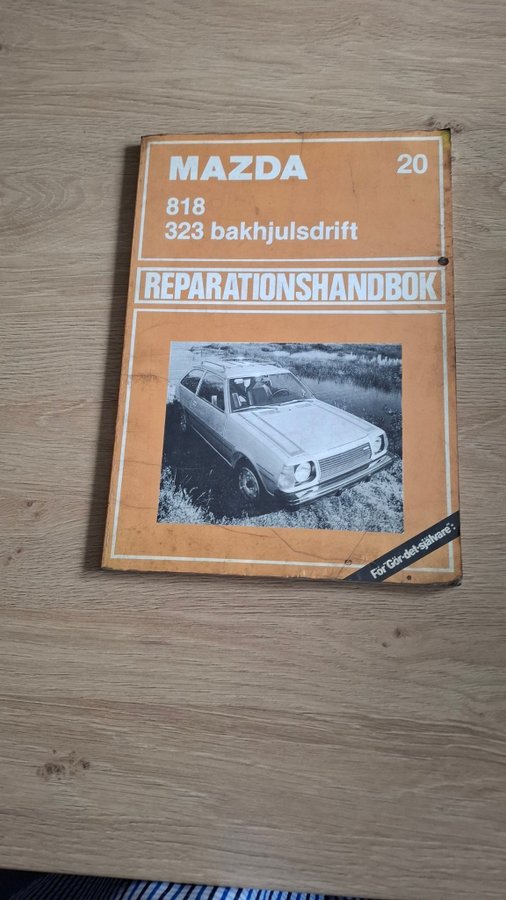 MAZDA 20
818
323 bakhjulsdrift
REPARATIONSHANDBOK
För "Gör-det-självare":